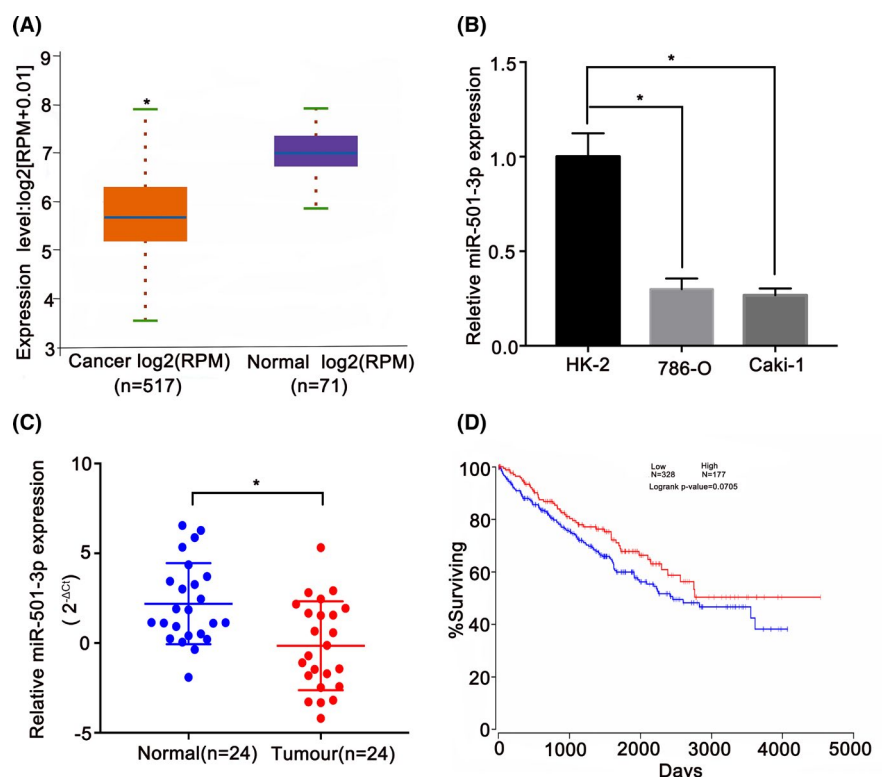 (A)
Expression level:log2[RPM+0.01]
9
8
7
6
5
4
3
*
Cancer log2(RPM)
(n=517)
Normal log2(RPM)
(n=71)
(B)
Reletive miR-501-3p expression
1.5
1.0
0.5
0.0
*
*
HK-2
786-O
Caki-1
(C)
Relative miR-501-3p expression
( 2^-ΔCt)
10
5
0
-5
*
Normal(n=24)
Tumour(n=24)
(D)
%Surviving
100
80
60
40
20
0
Low High
N=328 N=177
Logrank p-value=0.0705
0 1000 2000 3000 4000 5000
Days